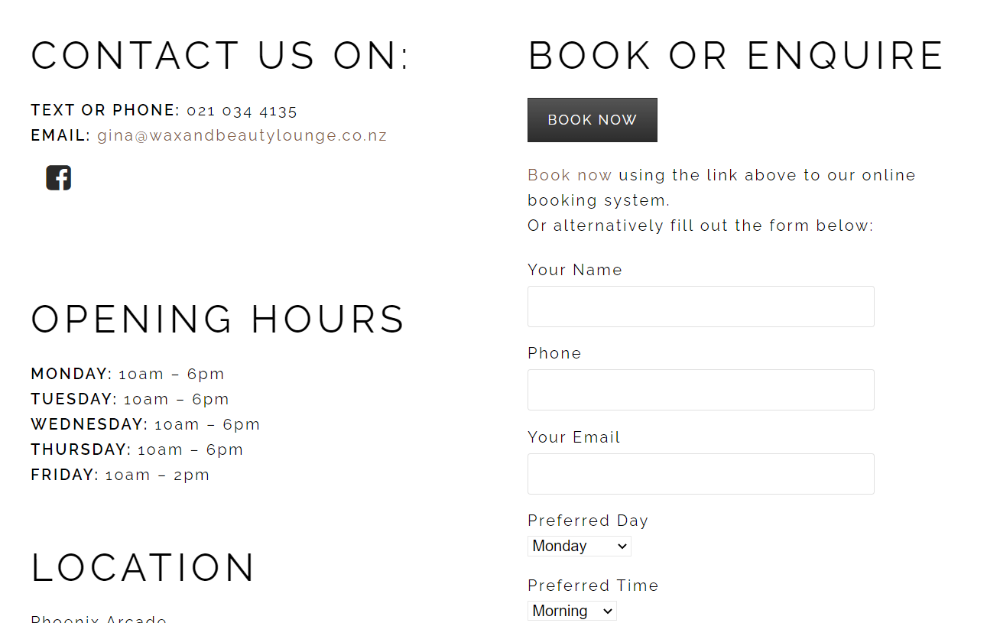 CONTACT US ON:
TEXT OR PHONE: 021 034 4135
EMAIL: gina@waxandbeautylounge.co.nz
OPENING HOURS
MONDAY: 10am – 6pm
TUESDAY: 10am – 6pm
WEDNESDAY: 10am – 6pm
THURSDAY: 10am – 6pm
FRIDAY: 10am – 2pm
LOCATION
Phoenix Arcade
BOOK OR ENQUIRE
BOOK NOW
Book now using the link above to our online
booking system.
Or alternatively fill out the form below:
Your Name
Phone
Your Email
Preferred Day
Monday
Preferred Time
Morning